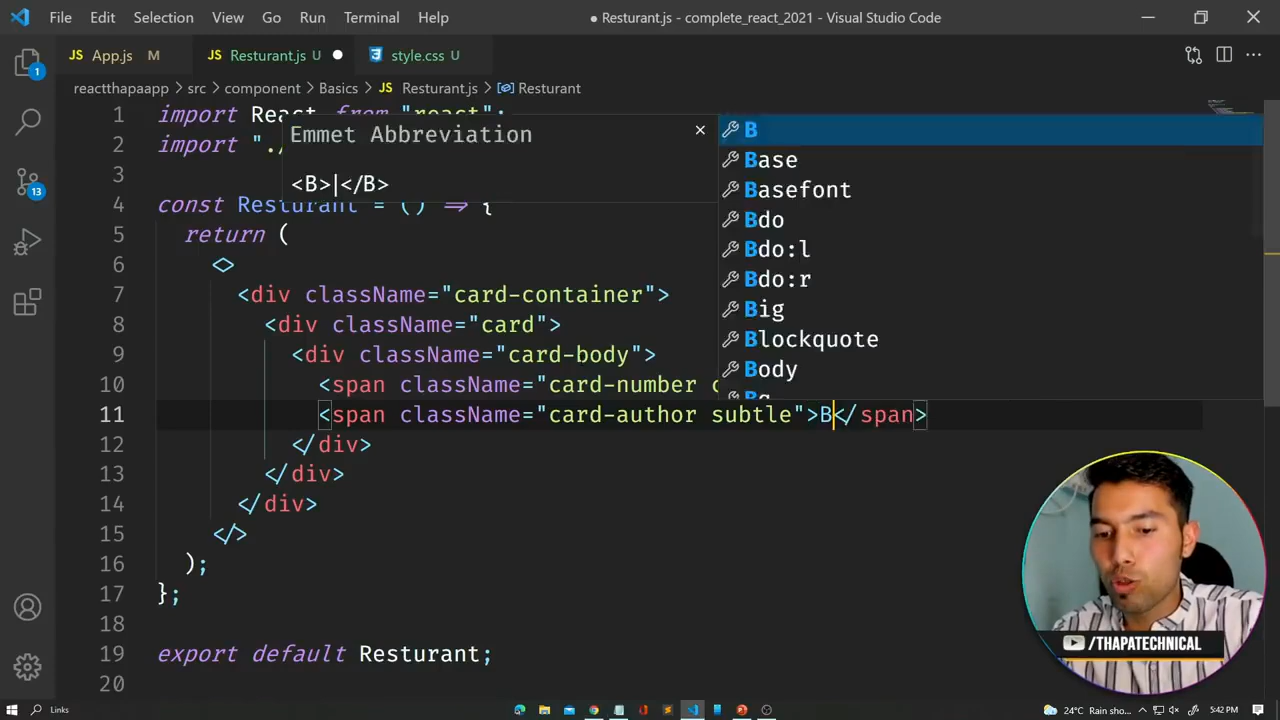 File Edit Selection View Go Run Terminal Help
● Resturant.js - complete_react_2021 - Visual Studio Code
JS App.js M
JS Resturant.js U ●
style.css U
reactthapaapp > src > component > Basics > JS Resturant.js > Resturant
1 import React from "react";
2 import "./
3
4 const Resturant = () => {
5 return (
6 <>
7 <div className="card-container">
8 <div className="card">
9 <div className="card-body">
10 <span className="card-number
11 <span className="card-author subtle">B</span>
12 </div>
13 </div>
14 </div>
15 </>
16 );
17 };
18
19 export default Resturant;
20
Emmet Abbreviation ×
<B>|</B>
B
Base
Basefont
Bdo
Bdo:l
Bdo:r
Big
Blockquote
Body
1
13
/THAPATECHNICAL
Links
24°C Rain sho...
5:42 PM